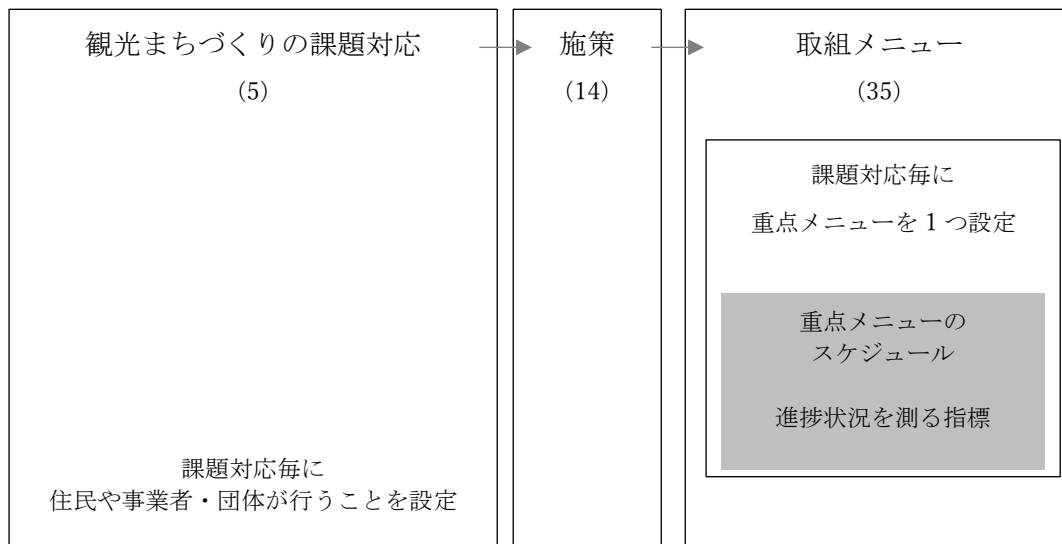 観光まちづくりの課題対応
(5)
課題対応毎に
住民や事業者・団体が行うことを設定
施策
(14)
取組メニュー
(35)
課題対応毎に
重点メニューを1つ設定
重点メニューの
スケジュール
進捗状況を測る指標